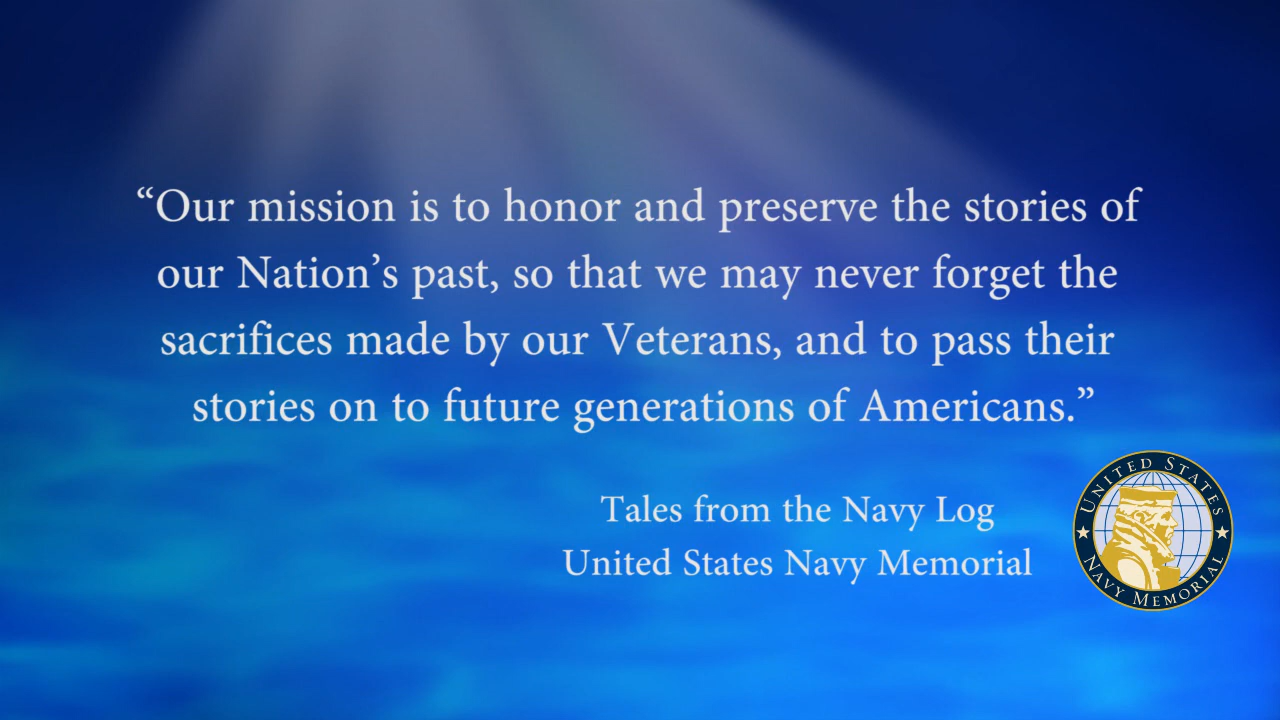 “Our mission is to honor and preserve the stories of
our Nation’s past, so that we may never forget the
sacrifices made by our Veterans, and to pass their
stories on to future generations of Americans.”
Tales from the Navy Log
United States Navy Memorial
UNITED STATES
NAVY MEMORIAL